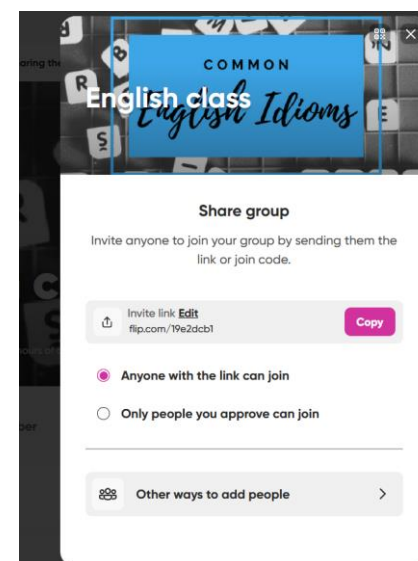 COMMON
English Idioms
English class
Share group
Invite anyone to join your group by sending them the
link or join code.
Invite link Edit
flip.com/19e2dcb1
Copy
Anyone with the link can join
Only people you approve can join
Other ways to add people